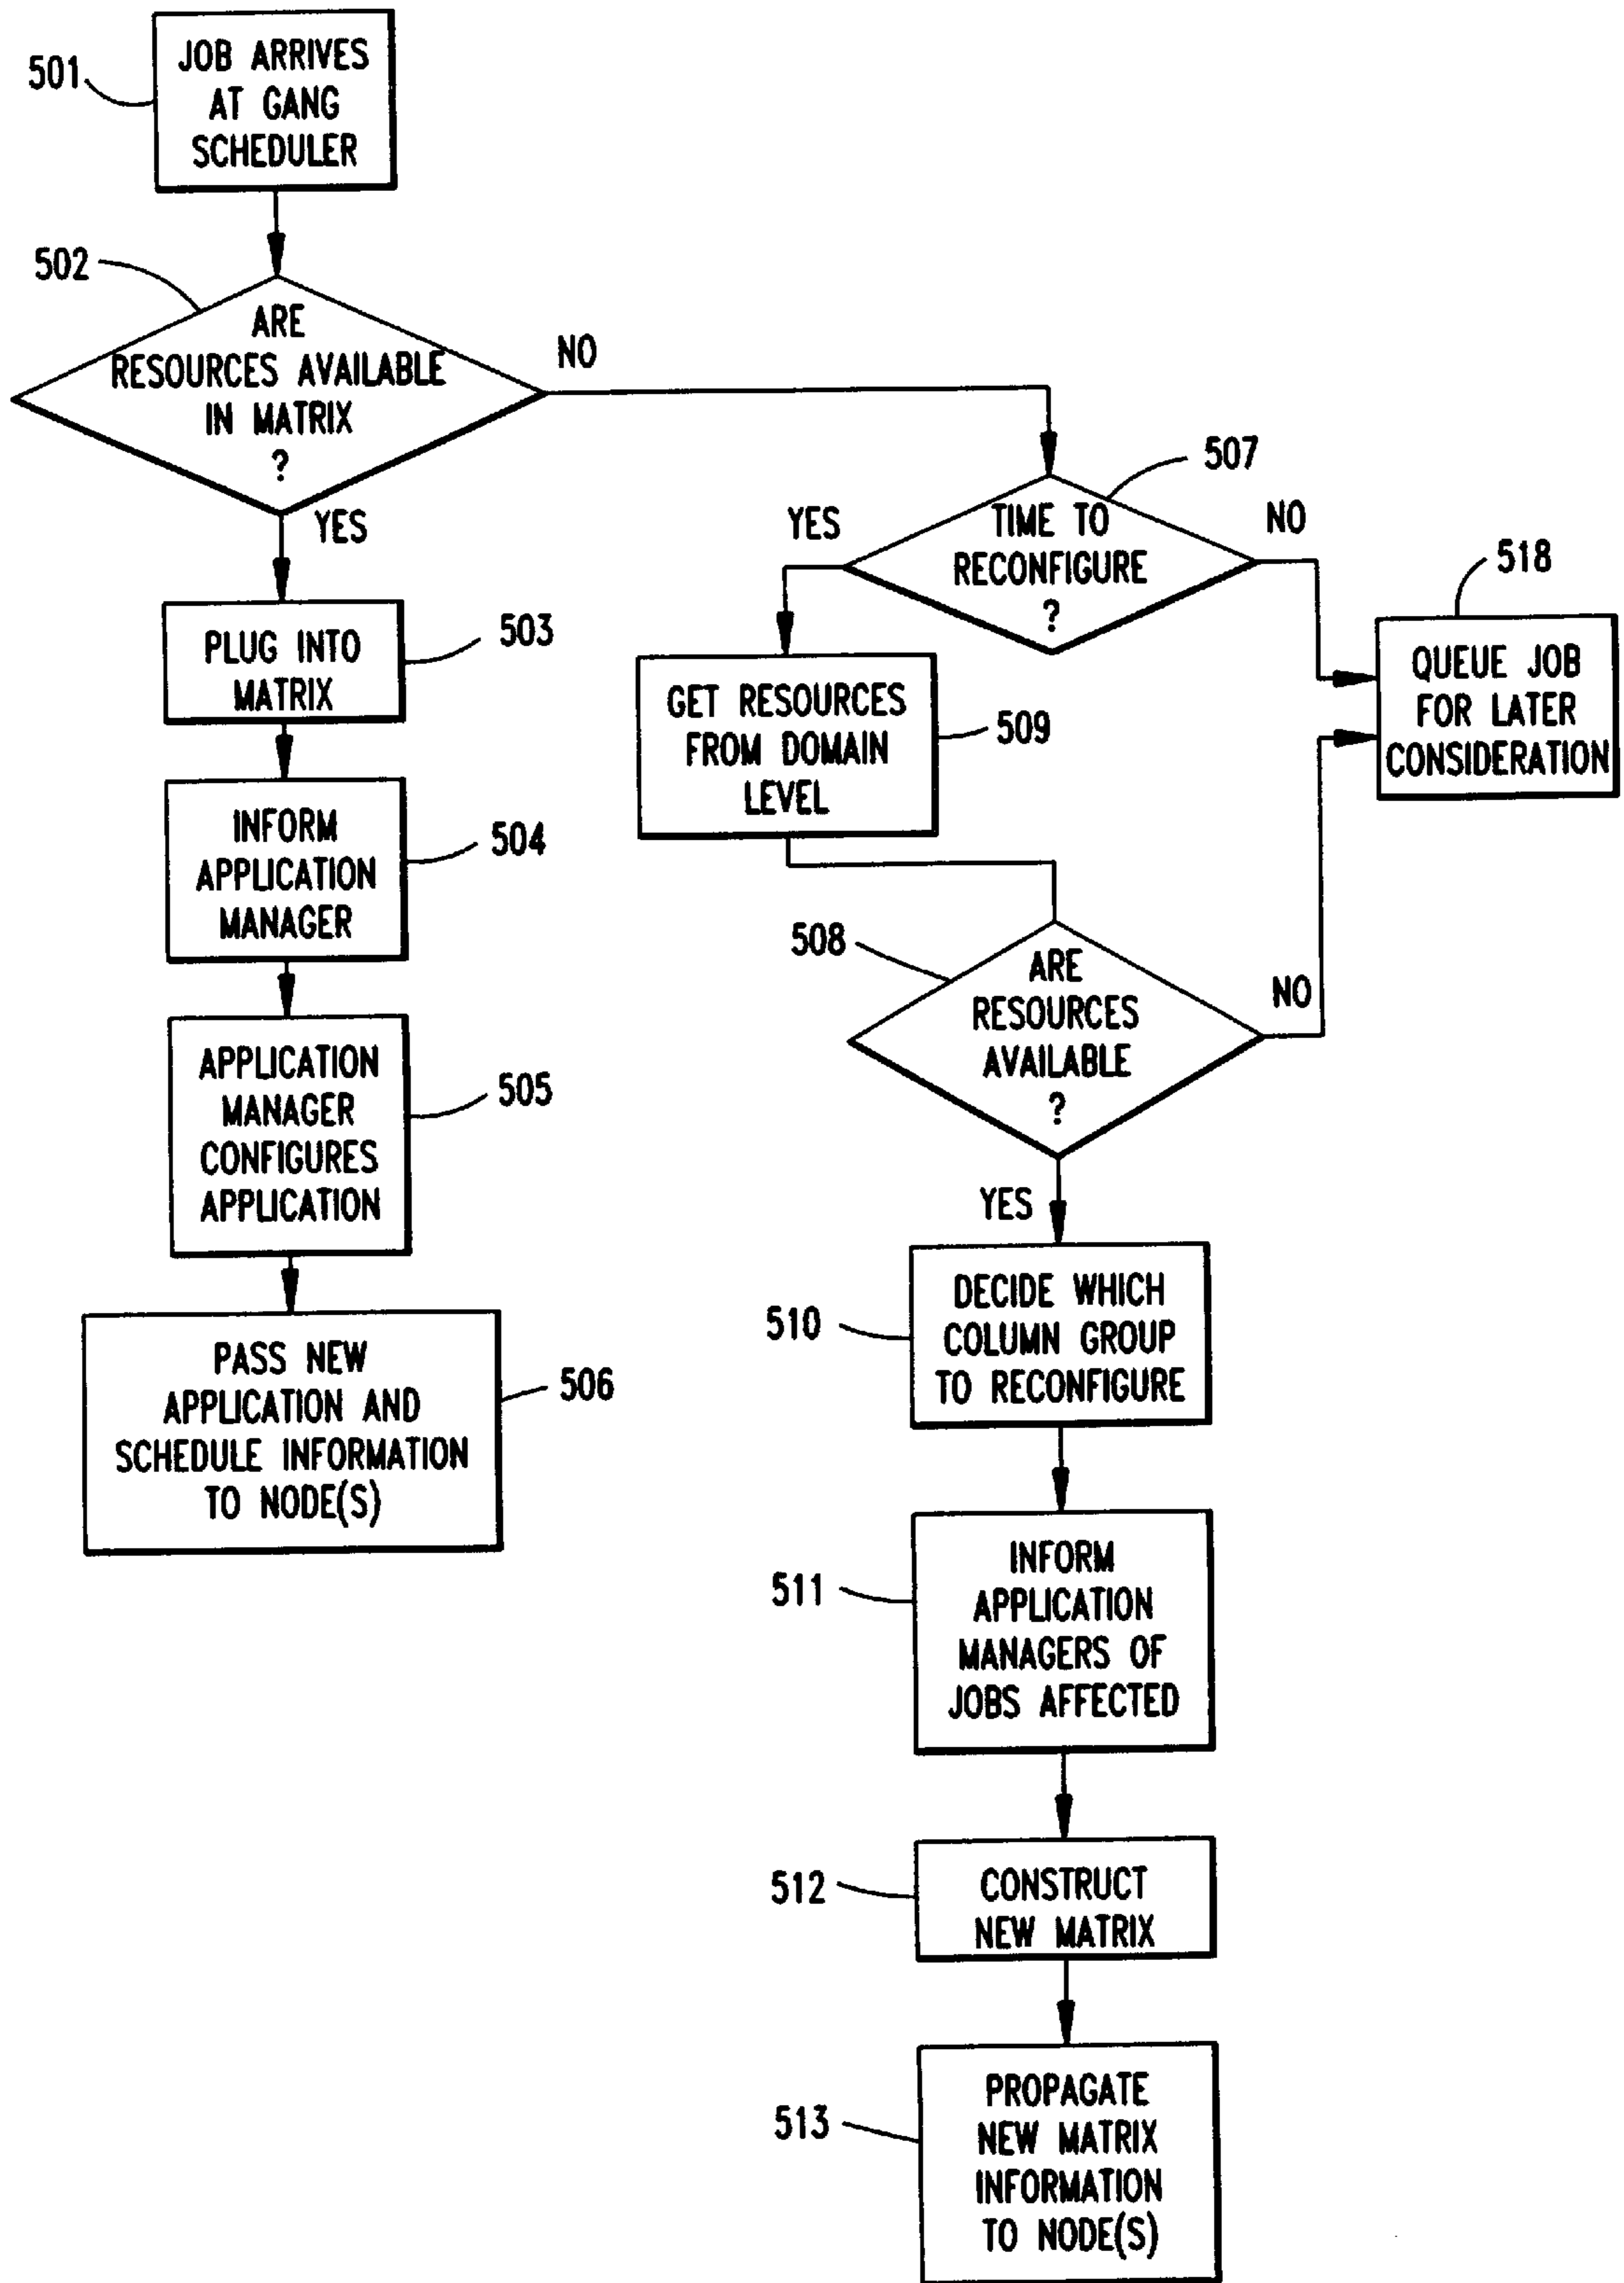 JOB ARRIVES
AT GANG
SCHEDULER
501
502
ARE
RESOURCES AVAILABLE
IN MATRIX
?
NO
YES
PLUG INTO
MATRIX
503
INFORM
APPLICATION
MANAGER
504
APPLICATION
MANAGER
CONFIGURES
APPLICATION
505
PASS NEW
APPLICATION AND
SCHEDULE INFORMATION
TO NODE(S)
506
507
TIME TO
RECONFIGURE
?
YES
NO
518
QUEUE JOB
FOR LATER
CONSIDERATION
GET RESOURCES
FROM DOMAIN
LEVEL
509
508
ARE
RESOURCES
AVAILABLE
?
NO
YES
510
DECIDE WHICH
COLUMN GROUP
TO RECONFIGURE
511
INFORM
APPLICATION
MANAGERS OF
JOBS AFFECTED
512
CONSTRUCT
NEW MATRIX
513
PROPAGATE
NEW MATRIX
INFORMATION
TO NODE(S)